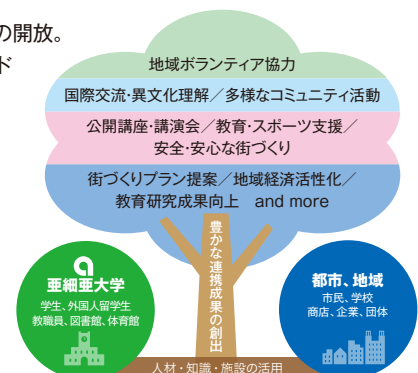 の開放。
ド
地域ボランティア協力
国際交流・異文化理解／多様なコミュニティ活動
公開講座・講演会／教育・スポーツ支援／
安全・安心な街づくり
街づくりプラン提案／地域経済活性化／
教育研究成果向上　and more
豊かな連携成果の創出
亜細亜大学
学生、外国人留学生
教職員、図書館、体育館
都市、地域
市民、学校
商店、企業、団体
人材・知識・施設の活用